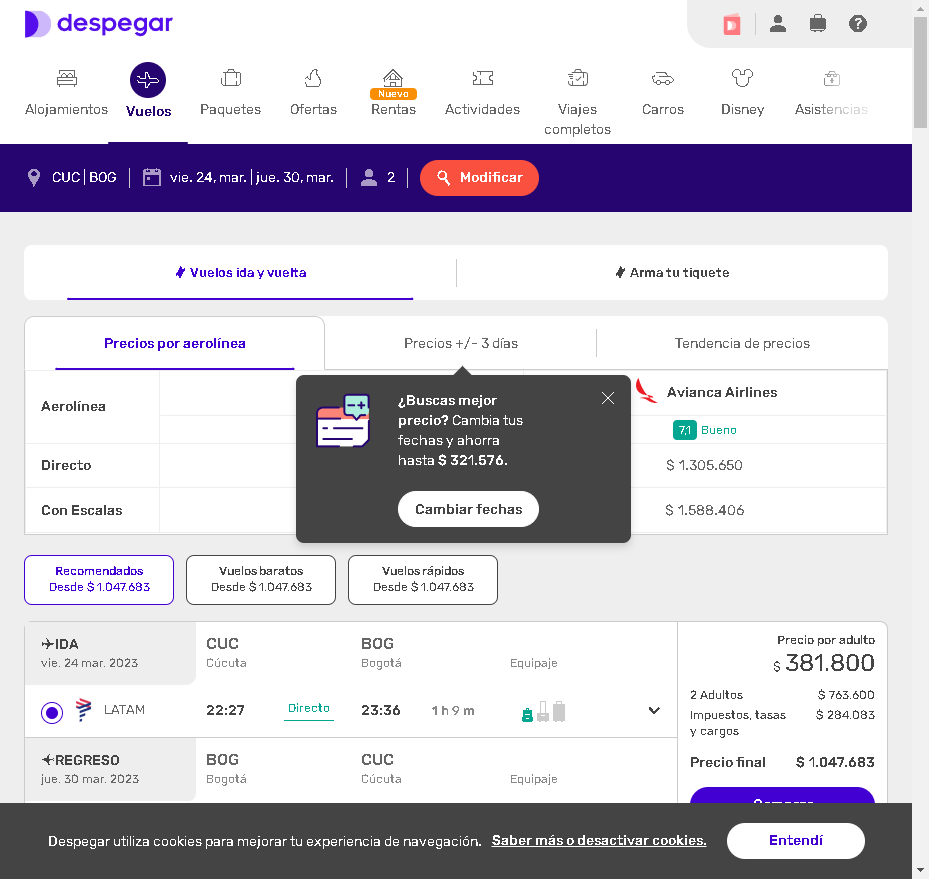 despegar
Alojamientos
Vuelos
Paquetes
Ofertas
Nuevo
Rentas
Actividades
Viajes
completos
Carros
Disney
Asistencias
CUC | BOG
vie. 24, mar. | jue. 30, mar.
2
Modificar
Vuelos ida y vuelta
Arma tu tiquete
Precios por aerolínea
Precios +/- 3 días
Tendencia de precios
Aerolínea
Avianca Airlines
7,1 Bueno
Directo
$ 1.305.650
Con Escalas
$ 1.588.406
¿Buscas mejor
precio? Cambia tus
fechas y ahorra
hasta $ 321.576.
Cambiar fechas
Recomendados
Desde $ 1.047.683
Vuelos baratos
Desde $ 1.047.683
Vuelos rápidos
Desde $ 1.047.683
IDA
vie. 24 mar. 2023
CUC
Cúcuta
BOG
Bogotá
Equipaje
LATAM
22:27
Directo
23:36
1 h 9 m
REGRESO
jue. 30 mar. 2023
BOG
Bogotá
CUC
Cúcuta
Equipaje
Precio por adulto
$ 381.800
2 Adultos $ 763.600
Impuestos, tasas $ 284.083
y cargos
Precio final $ 1.047.683
Despegar utiliza cookies para mejorar tu experiencia de navegación. Saber más o desactivar cookies.
Entendí